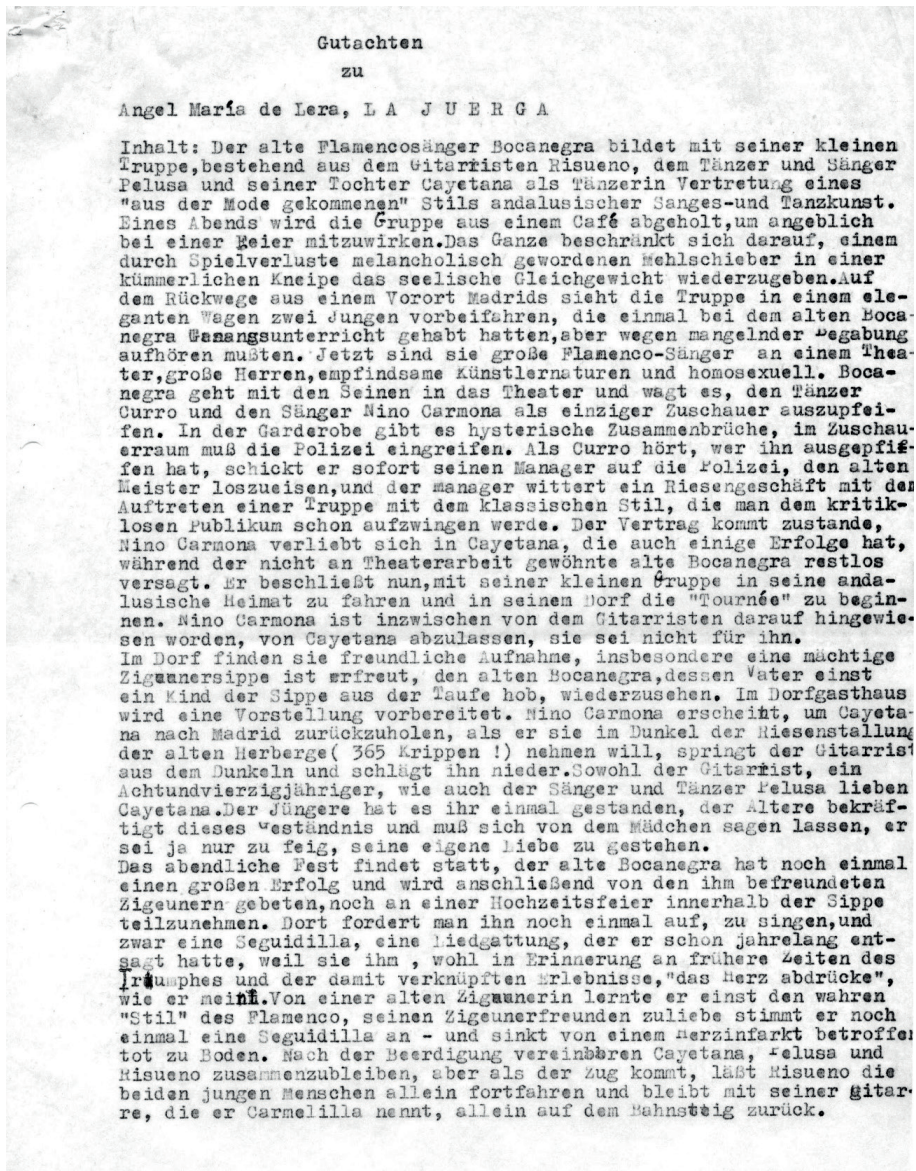 Gutachten
zu
Angel María de Lera, L A   J U E R G A
Inhalt: Der alte Flamencosänger Bocanegra bildet mit seiner kleinen
Truppe,bestehend aus dem Gitarristen Risueno, dem Tänzer und Sänger
Pelusa und seiner Tochter Cayetana als Tänzerin Vertretung eines
"aus der Mode gekommenen" Stils andalusischer Sanges-und Tanzkunst.
Eines Abends wird die Gruppe aus einem Café abgeholt,um angeblich
bei einer Feier mitzuwirken.Das Ganze beschränkt sich darauf, einem
durch Spielverluste melancholisch gewordenen Mehlschieber in einer
kümmerlichen Kneipe das seelische Gleichgewicht wiederzugeben.Auf
dem Rückwege aus einem Vorort Madrids sieht die Truppe in einem ele-
ganten Wagen zwei Jungen vorbeifahren, die einmal bei dem alten Boca-
negra Gesangsunterricht gehabt hatten,aber wegen mangelnder Begabung
aufhören mußten. Jetzt sind sie große Flamenco-Sänger an einem Thea-
ter,große Herren,empfindsame Künstlernaturen und homosexuell. Boca-
negra geht mit den Seinen in das Theater und wagt es, den Tänzer
Curro und den Sänger Nino Carmona als einziger Zuschauer auszupfei-
fen. In der Garderobe gibt es hysterische Zusammenbrüche, im Zuschau-
erraum muß die Polizei eingreifen. Als Curro hört, wer ihn ausgepfif-
fen hat, schickt er sofort seinen Manager auf die Polizei, den alten
Meister loszueisen,und der Manager wittert ein Riesengeschäft mit dem
Auftreten einer Truppe mit dem klassischen Stil, die man dem kritik-
losen Publikum schon aufzwingen werde. Der Vertrag kommt zustande,
Nino Carmona verliebt sich in Cayetana, die auch einige Erfolge hat,
während der nicht an Theaterarbeit gewöhnte alte Bocanegra restlos
versagt. Er beschließt nun,mit seiner kleinen Gruppe in seine anda-
lusische Heimat zu fahren und in seinem Dorf die "Tournée" zu begin-
nen. Nino Carmona ist inzwischen von dem Gitarristen darauf hingewie-
sen worden, von Cayetana abzulassen, sie sei nicht für ihn.
Im Dorf finden sie freundliche Aufnahme, insbesondere eine mächtige
Zigeunersippe ist erfreut, den alten Bocanegra,dessen Vater einst
ein Kind der Sippe aus der Taufe hob, wiederzusehen. Im Dorfgasthaus
wird eine Vorstellung vorbereitet. Nino Carmona erscheint, um Cayeta-
na nach Madrid zurückzuholen, als er sie im Dunkel der Riesenstallung
der alten Herberge( 365 Krippen !) nehmen will, springt der Gitarrist
aus dem Dunkeln und schlägt ihn nieder.Sowohl der Gitarrist, ein
Achtundvierzigjähriger, wie auch der Sänger und Tänzer Pelusa lieben
Cayetana.Der Jüngere hat es ihr einmal gestanden, der Ältere bekräf-
tigt dieses Geständnis und muß sich von dem Mädchen sagen lassen, er
sei ja nur zu feig, seine eigene Liebe zu gestehen.
Das abendliche Fest findet statt, der alte Bocanegra hat noch einmal
einen großen Erfolg und wird anschließend von den ihm befreundeten
Zigeunern gebeten,noch an einer Hochzeitsfeier innerhalb der Sippe
teilzunehmen. Dort fordert man ihn noch einmal auf, zu singen,und
zwar eine Seguidilla, eine Liedgattung, der er schon jahrelang ent-
sagt hatte, weil sie ihm , wohl in Erinnerung an frühere Zeiten des
Triumphes und der damit verknüpften Erlebnisse,"das Herz abdrücke",
wie er meint.Von einer alten Zigeunerin lernte er einst den wahren
"Stil" des Flamenco, seinen Zigeunerfreunden zuliebe stimmt er noch
einmal eine Seguidilla an - und sinkt von einem Herzinfarkt betroffen
tot zu Boden. Nach der Beerdigung vereinbaren Cayetana, Pelusa und
Risueno zusammenzubleiben, aber als der Zug kommt, läßt Risueno die
beiden jungen Menschen allein fortfahren und bleibt mit seiner Gitar-
re, die er Carmelilla nennt, allein auf dem Bahnsteig zurück.